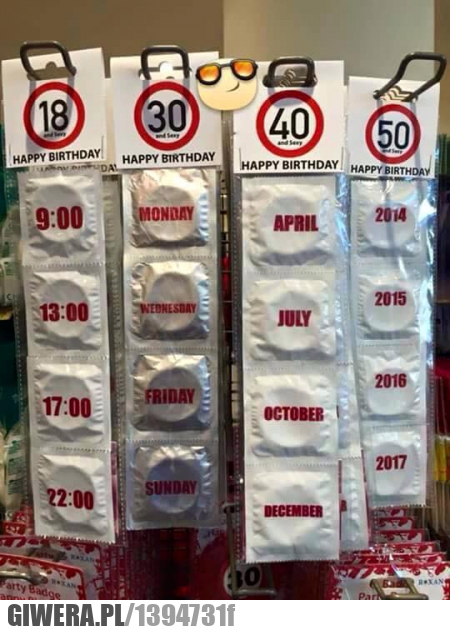 18
and Sexy
HAPPY BIRTHDAY
9:00
13:00
17:00
22:00
30
and Sexy
HAPPY BIRTHDAY
MONDAY
WEDNESDAY
FRIDAY
SUNDAY
40
and Sexy
HAPPY BIRTHDAY
APRIL
JULY
OCTOBER
DECEMBER
50
and Sexy
HAPPY BIRTHDAY
2014
2015
2016
2017
Party Badge
GIWERA.PL/1394731f